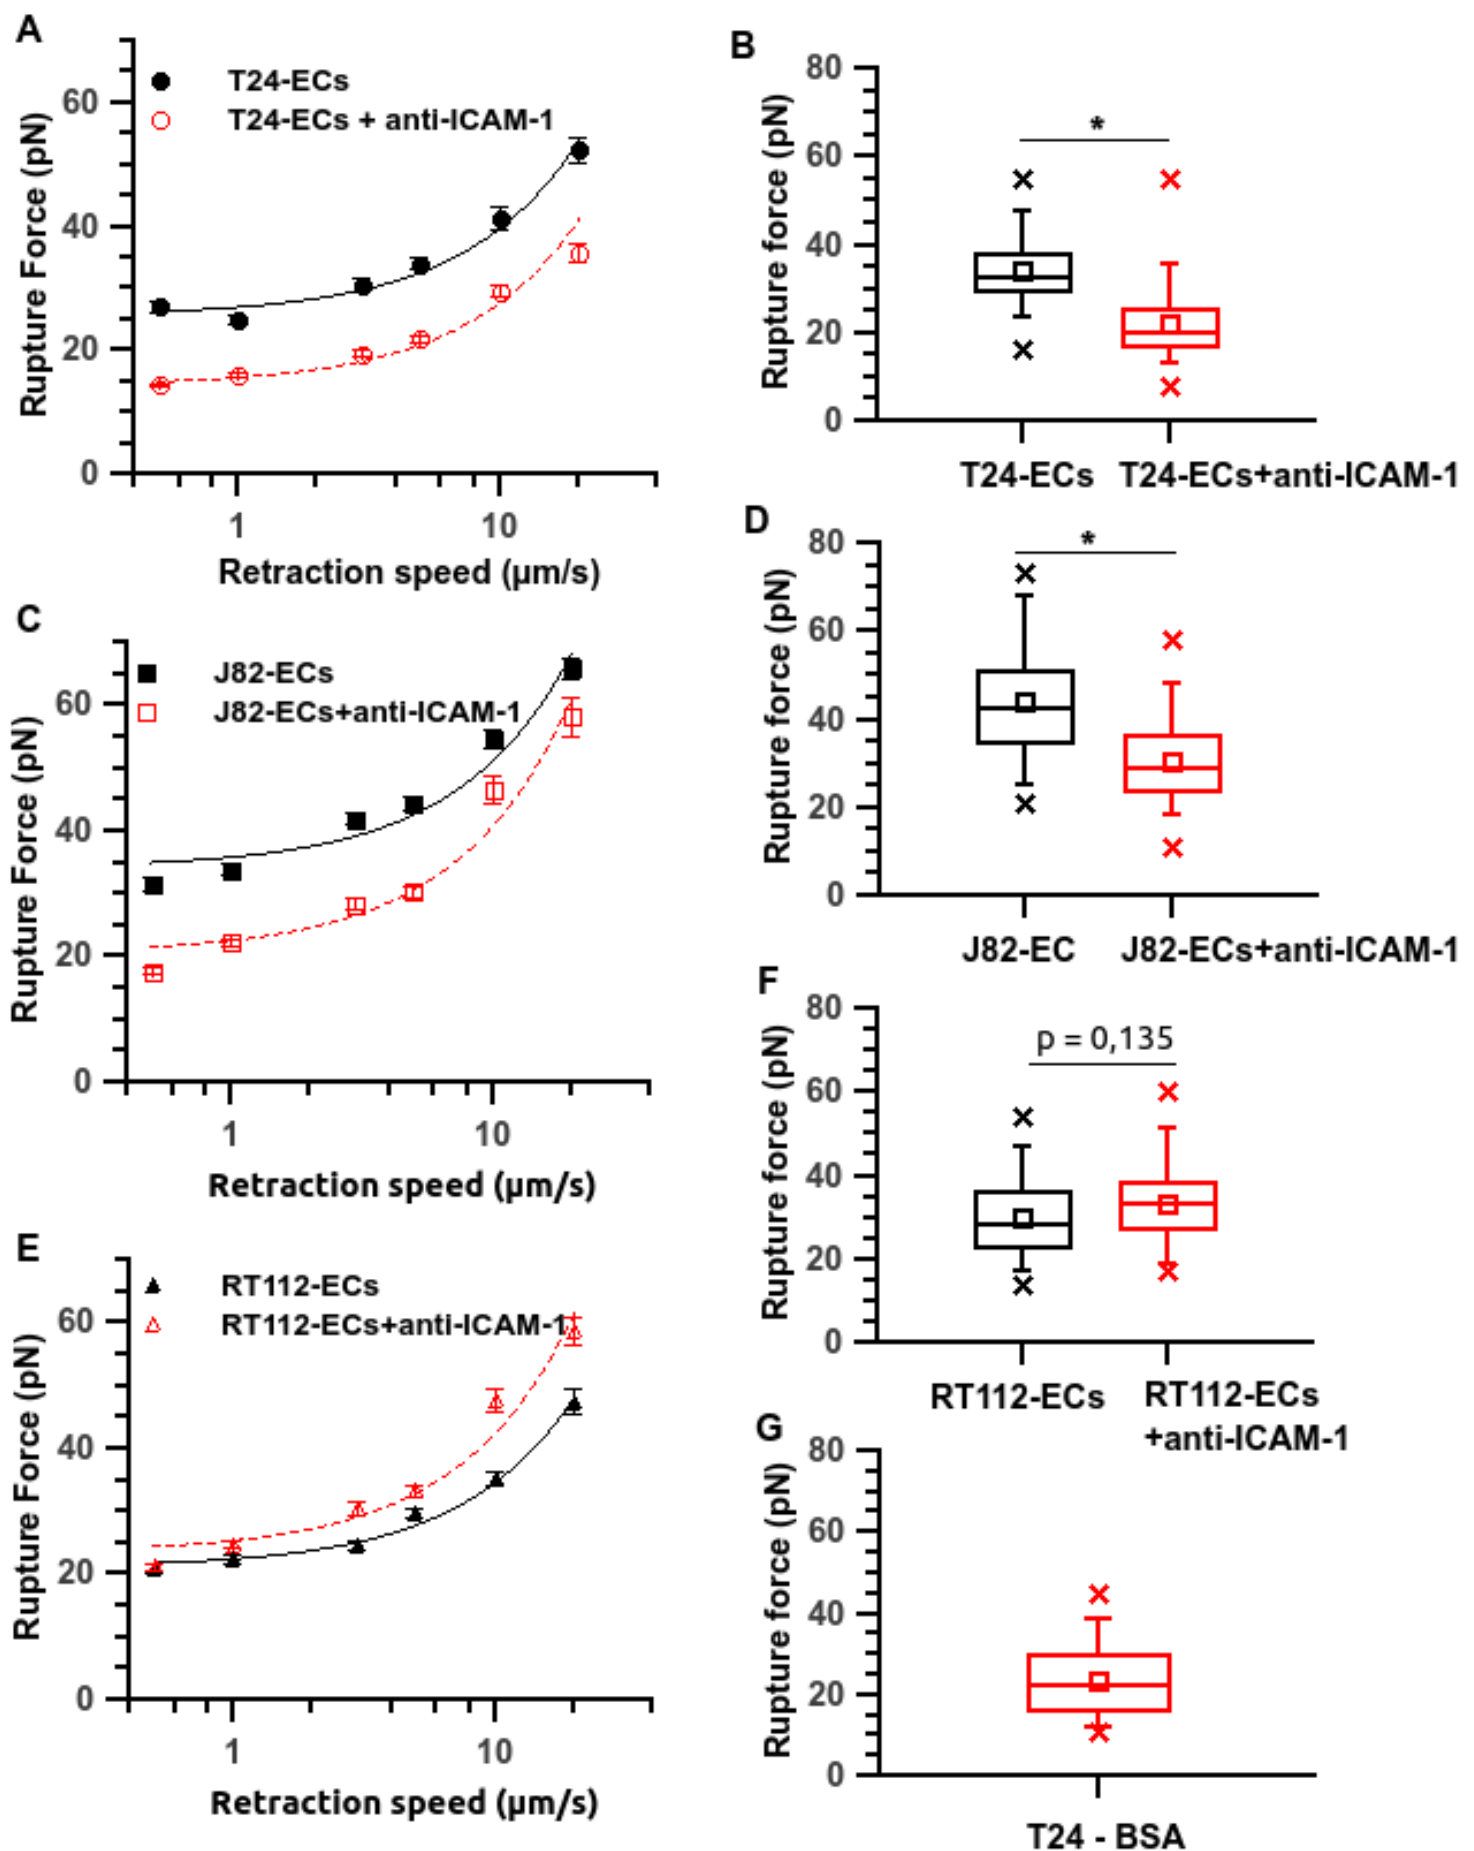 A
Rupture Force (pN)
60
40
20
0
T24-ECs
T24-ECs + anti-ICAM-1
1
10
Retraction speed (µm/s)
B
Rupture force (pN)
80
60
40
20
0
*
T24-ECs
T24-ECs+anti-ICAM-1
C
Rupture Force (pN)
60
40
20
0
J82-ECs
J82-ECs+anti-ICAM-1
1
10
Retraction speed (µm/s)
D
Rupture force (pN)
80
60
40
20
0
*
J82-EC
J82-ECs+anti-ICAM-1
E
Rupture Force (pN)
60
40
20
0
RT112-ECs
RT112-ECs+anti-ICAM-1
1
10
Retraction speed (µm/s)
F
Rupture force (pN)
80
60
40
20
0
p = 0,135
RT112-ECs
RT112-ECs
+anti-ICAM-1
G
Rupture force (pN)
80
60
40
20
0
T24 - BSA